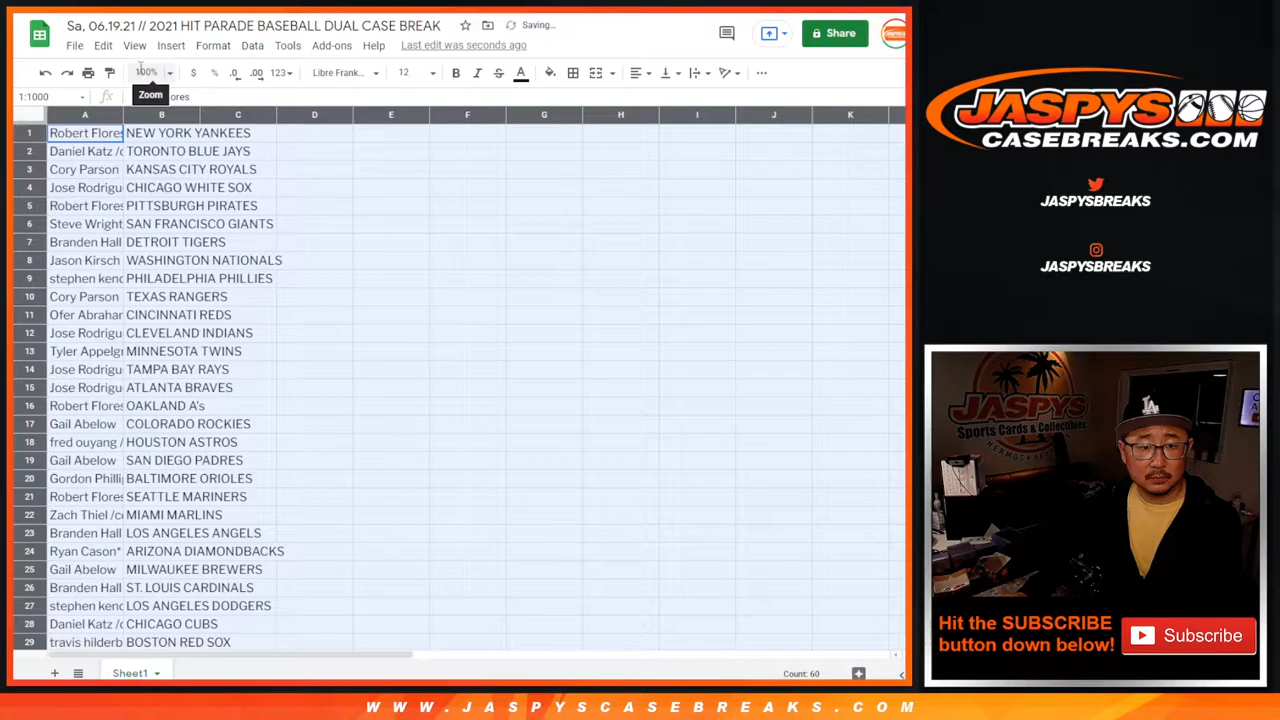 Sa, 06.19.21 // 2021 HIT PARADE BASEBALL DUAL CASE BREAK
Saving...
File Edit View Insert Format Data Tools Add-ons Help Last edit was seconds ago
Share
100% $ % .0 .00 123 Libre Frank... 12 B I S A
Zoom
1:1000 fx ores
A B C D E F G H I J K
1 Robert Flores NEW YORK YANKEES
2 Daniel Katz /c TORONTO BLUE JAYS
3 Cory Parson KANSAS CITY ROYALS
4 Jose Rodrigu CHICAGO WHITE SOX
5 Robert Flores PITTSBURGH PIRATES
6 Steve Wright SAN FRANCISCO GIANTS
7 Branden Hall DETROIT TIGERS
8 Jason Kirsch WASHINGTON NATIONALS
9 stephen kend PHILADELPHIA PHILLIES
10 Cory Parson TEXAS RANGERS
11 Ofer Abrahar CINCINNATI REDS
12 Jose Rodrigu CLEVELAND INDIANS
13 Tyler Appelg MINNESOTA TWINS
14 Jose Rodrigu TAMPA BAY RAYS
15 Jose Rodrigu ATLANTA BRAVES
16 Robert Flores OAKLAND A's
17 Gail Abelow COLORADO ROCKIES
18 fred ouyang / HOUSTON ASTROS
19 Gail Abelow SAN DIEGO PADRES
20 Gordon Philli BALTIMORE ORIOLES
21 Robert Flores SEATTLE MARINERS
22 Zach Thiel /co MIAMI MARLINS
23 Branden Hall LOS ANGELES ANGELS
24 Ryan Cason* ARIZONA DIAMONDBACKS
25 Gail Abelow MILWAUKEE BREWERS
26 Branden Hall ST. LOUIS CARDINALS
27 stephen kend LOS ANGELES DODGERS
28 Daniel Katz /c CHICAGO CUBS
29 travis hilderb BOSTON RED SOX
Sheet1
Count: 60
JASPYS
CASEBREAKS.COM
JASPYSBREAKS
JASPYSBREAKS
JASPYS
Sports Cards & Collectibles
HERMOSA BEACH
LA
Hit the SUBSCRIBE
button down below!
Subscribe
WWW.JASPYSCASEBREAKS.COM